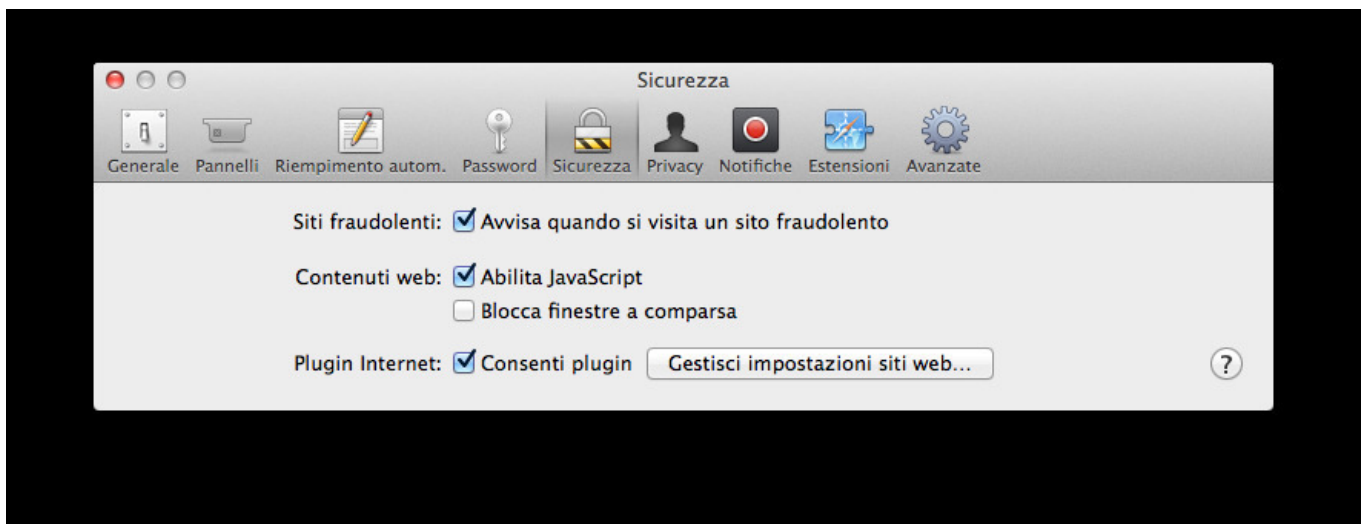 Sicurezza
Generale Pannelli Riempimento autom. Password Sicurezza Privacy Notifiche Estensioni Avanzate
Siti fraudolenti: Avvisa quando si visita un sito fraudolento
Contenuti web: Abilita JavaScript
Blocca finestre a comparsa
Plugin Internet: Consenti plugin Gestisci impostazioni siti web... ?